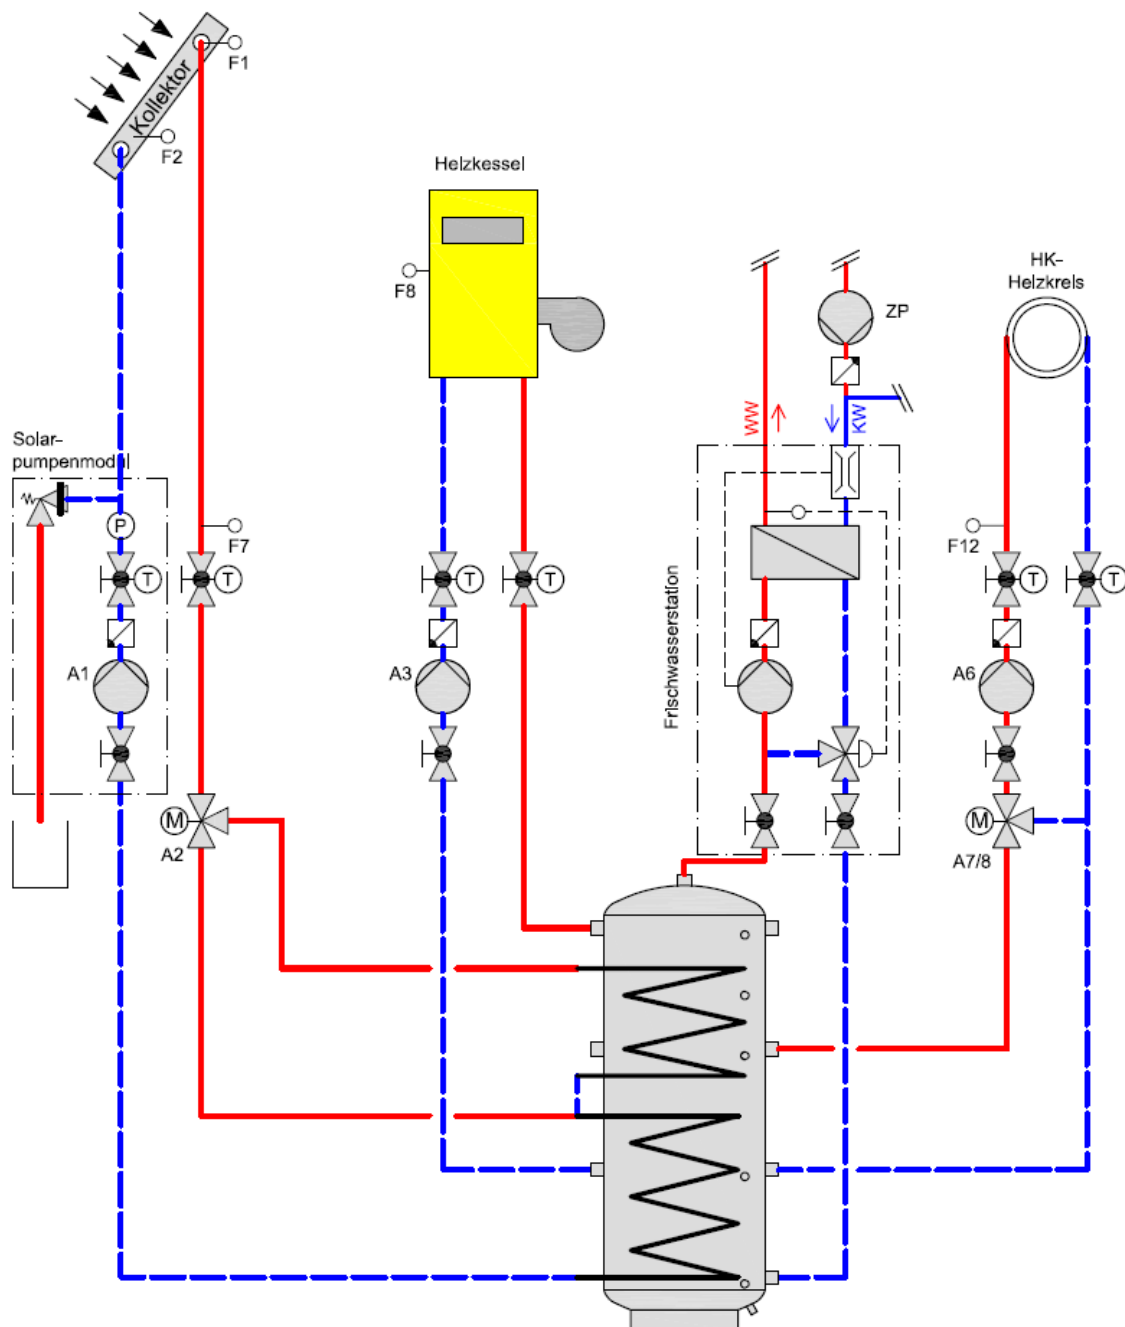 F1
Kollektor
F2
Heizkessel
F8
ZP
HK-
Heizkreis
WW
KW
Solar-
pumpenmodul
P
F7
F12
T
T
T
T
T
T
Frischwasserstation
A1
A3
A6
M
A2
M
A7/8